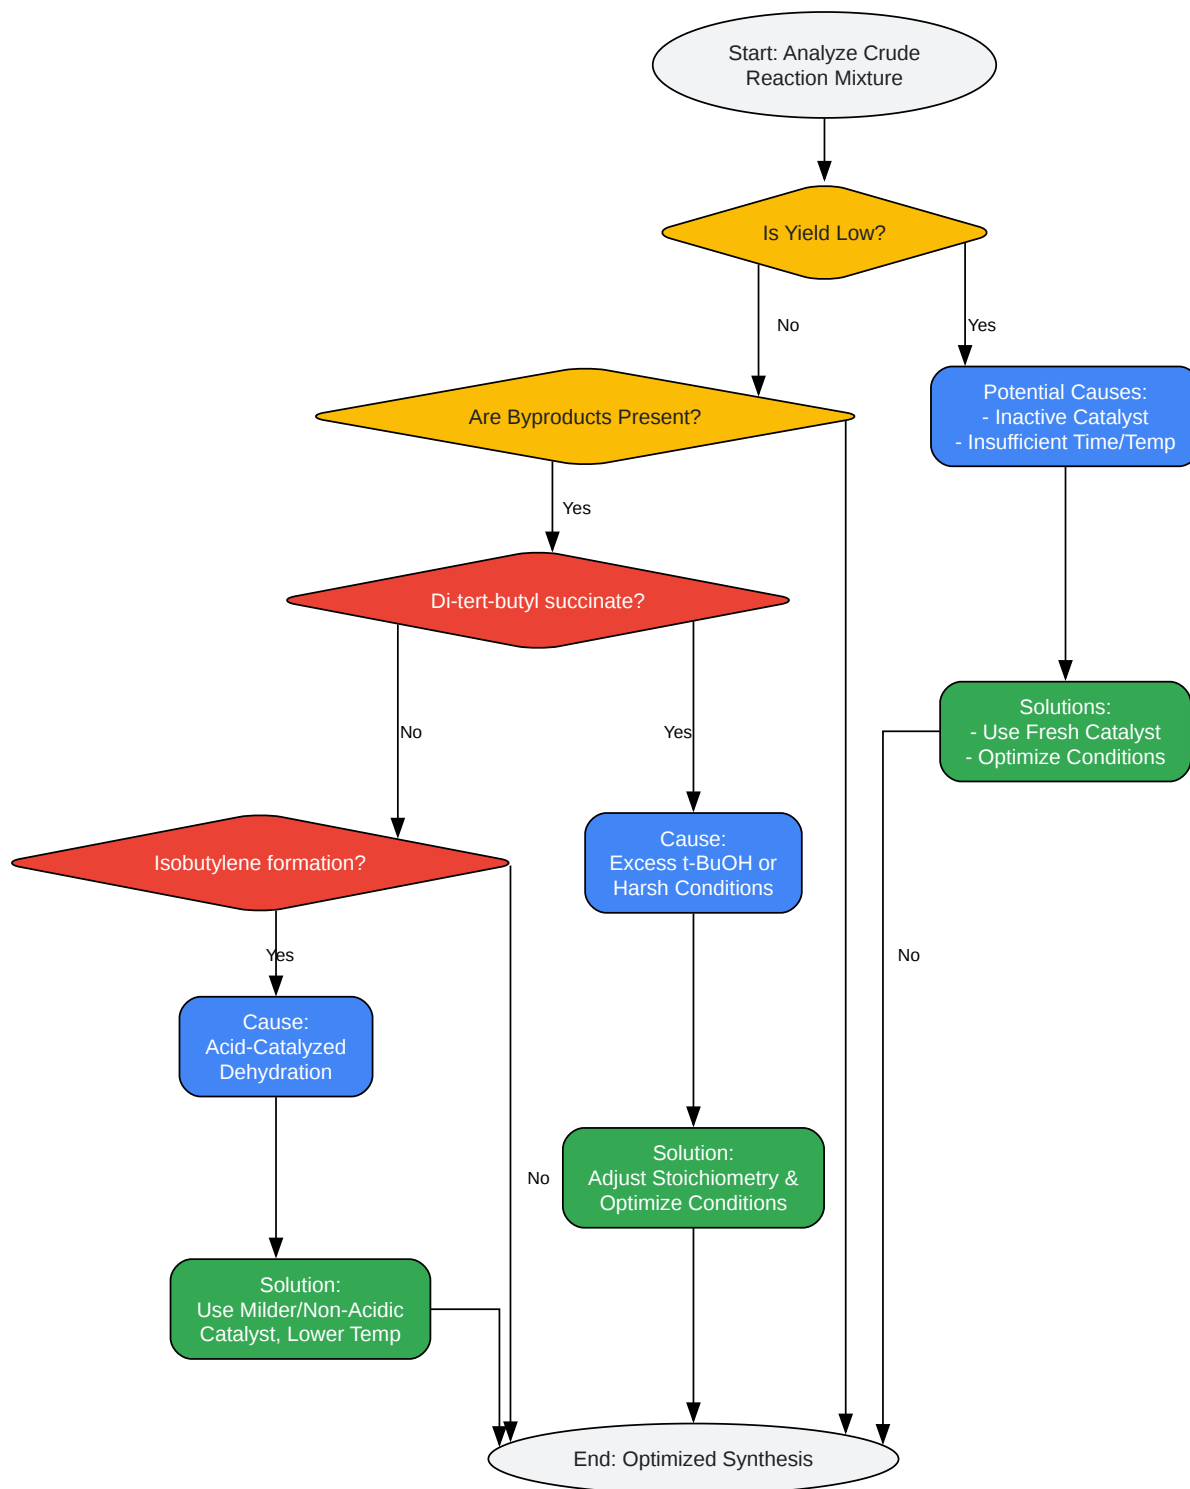 Start: Analyze Crude
Reaction Mixture
Is Yield Low?
No
Yes
Potential Causes:
- Inactive Catalyst
- Insufficient Time/Temp
Are Byproducts Present?
Yes
Di-tert-butyl succinate?
No
Yes
Solutions:
- Use Fresh Catalyst
- Optimize Conditions
Isobutylene formation?
Cause:
Excess t-BuOH or
Harsh Conditions
Yes
No
Cause:
Acid-Catalyzed
Dehydration
No
Solution:
Adjust Stoichiometry &
Optimize Conditions
Solution:
Use Milder/Non-Acidic
Catalyst, Lower Temp
End: Optimized Synthesis